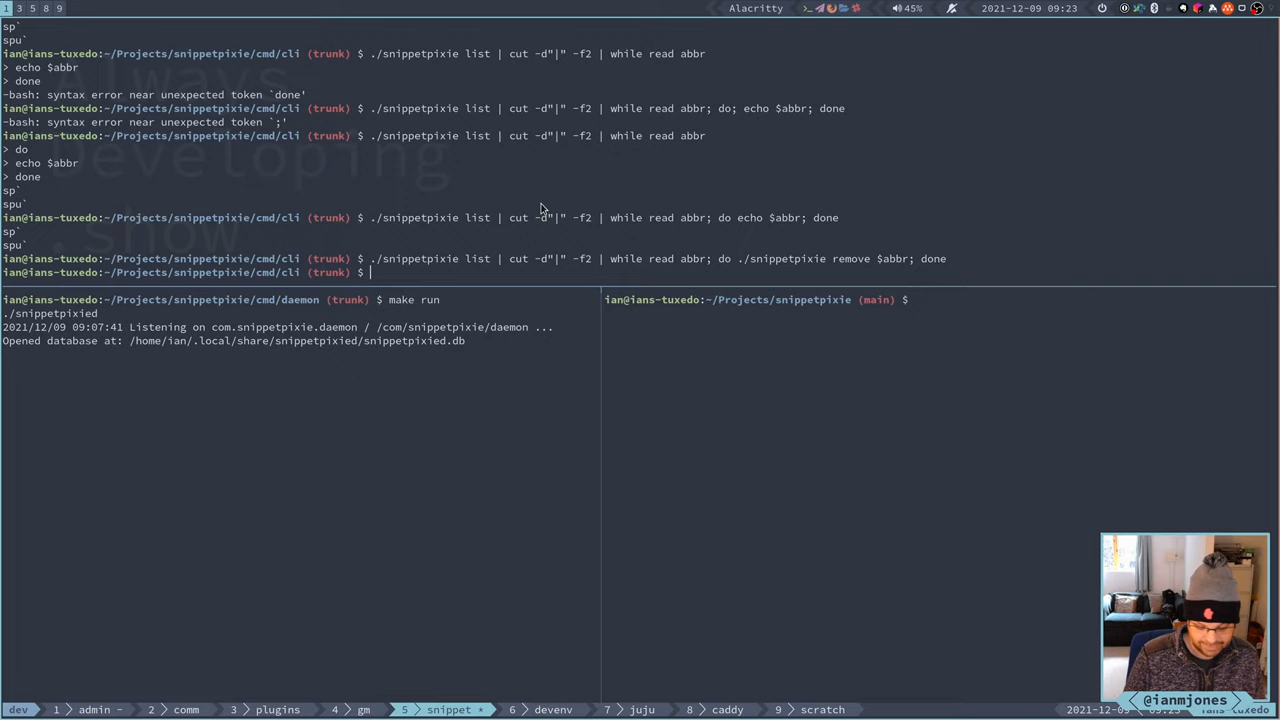 1 3 5 8 9 Alacritty 45% 2021-12-09 09:23
sp`
spu`
ian@ians-tuxedo:~/Projects/snippetpixie/cmd/cli (trunk) $ ./snippetpixie list | cut -d"|" -f2 | while read abbr
> echo $abbr
> done
-bash: syntax error near unexpected token `done'
ian@ians-tuxedo:~/Projects/snippetpixie/cmd/cli (trunk) $ ./snippetpixie list | cut -d"|" -f2 | while read abbr; do; echo $abbr; done
-bash: syntax error near unexpected token `;'
ian@ians-tuxedo:~/Projects/snippetpixie/cmd/cli (trunk) $ ./snippetpixie list | cut -d"|" -f2 | while read abbr
> do
> echo $abbr
> done
sp`
spu`
ian@ians-tuxedo:~/Projects/snippetpixie/cmd/cli (trunk) $ ./snippetpixie list | cut -d"|" -f2 | while read abbr; do echo $abbr; done
sp`
spu`
ian@ians-tuxedo:~/Projects/snippetpixie/cmd/cli (trunk) $ ./snippetpixie list | cut -d"|" -f2 | while read abbr; do ./snippetpixie remove $abbr; done
ian@ians-tuxedo:~/Projects/snippetpixie/cmd/cli (trunk) $
Always
Developing
.show
ian@ians-tuxedo:~/Projects/snippetpixie/cmd/daemon (trunk) $ make run
./snippetpixied
2021/12/09 09:07:41 Listening on com.snippetpixie.daemon / /com/snippetpixie/daemon ...
Opened database at: /home/ian/.local/share/snippetpixied/snippetpixied.db
ian@ians-tuxedo:~/Projects/snippetpixie (main) $
@ianmjones
dev 1 admin - 2 comm 3 plugins 4 gm 5 snippet * 6 devenv 7 juju 8 caddy 9 scratch 2021-12-09